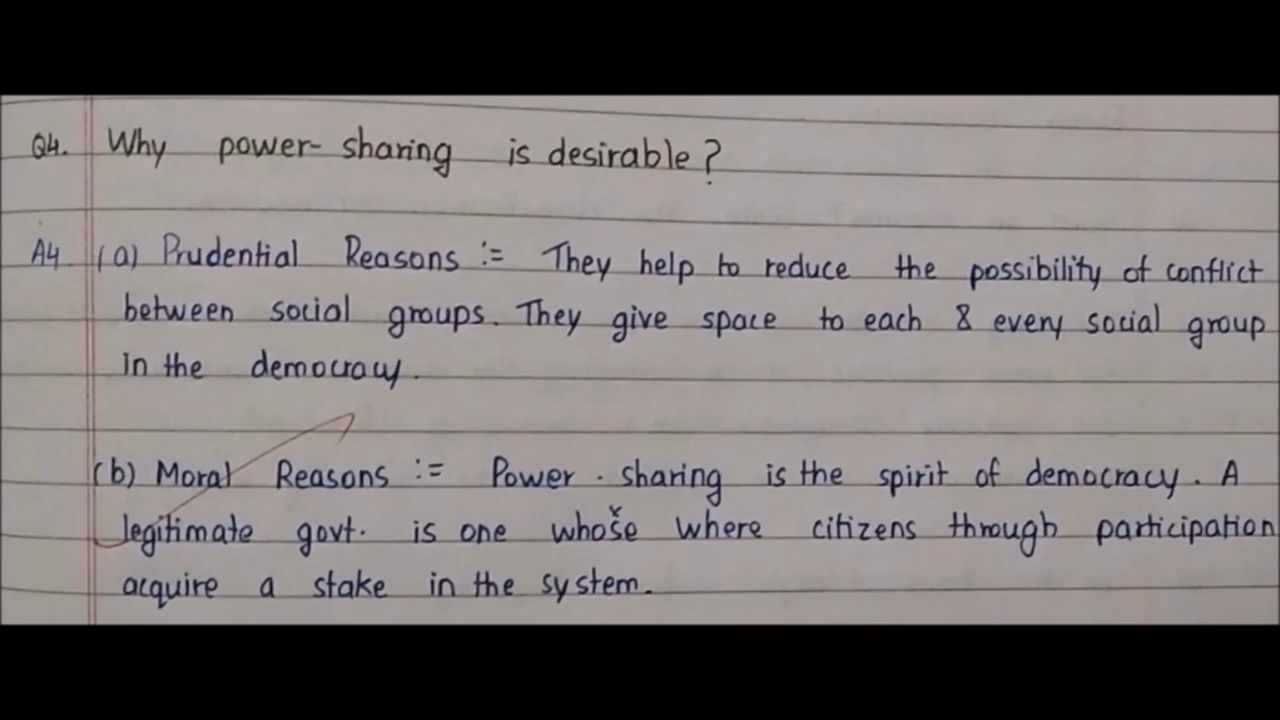 Q4. Why power-sharing is desirable?
A4 (a) Prudential Reasons := They help to reduce the possibility of conflict
between social groups. They give space to each & every social group
in the democracy.
(b) Moral Reasons := Power-sharing is the spirit of democracy. A
legitimate govt. is one whose where citizens through participation
acquire a stake in the system.